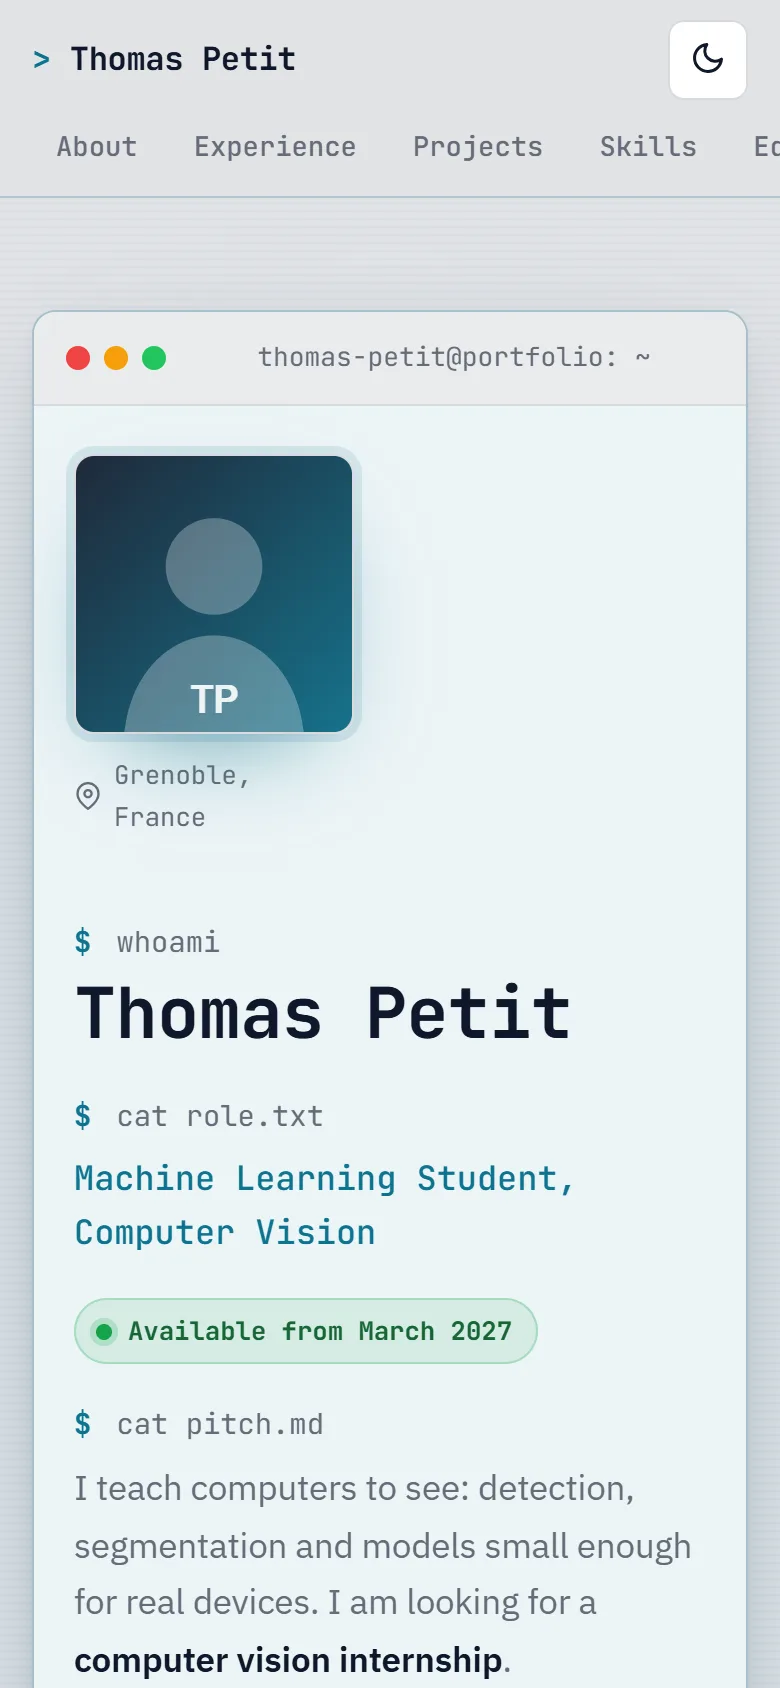 > Thomas Petit
About Experience Projects Skills
thomas-petit@portfolio: ~
TP
Grenoble,
France
$ whoami
Thomas Petit
$ cat role.txt
Machine Learning Student,
Computer Vision
Available from March 2027
$ cat pitch.md
I teach computers to see: detection,
segmentation and models small enough
for real devices. I am looking for a
computer vision internship.